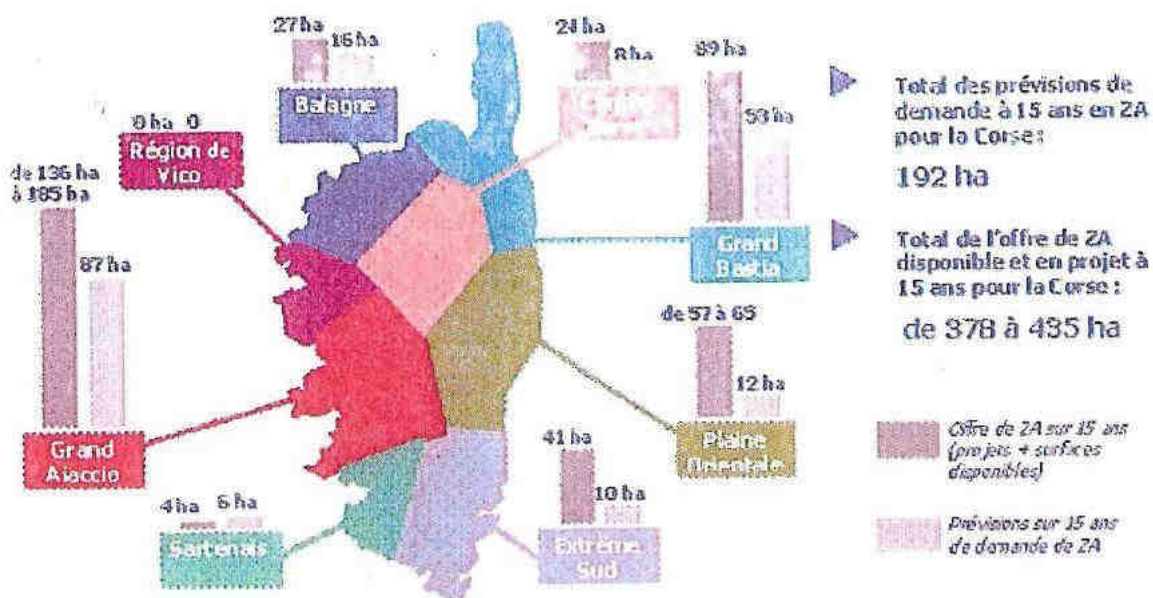 27 ha
16 ha
Balagne
24 ha
8 ha
89 ha
53 ha
Grand
Bastia
0 ha 0
Région de
Vico
de 136 ha
à 185 ha
87 ha
Grand
Ajaccio
de 57 à 65
12 ha
Plaine
Orientale
41 ha
10 ha
Extrême
Sud
4 ha 6 ha
Sartenais
Total des prévisions de
demande à 15 ans en ZA
pour la Corse :
192 ha
Total de l'offre de ZA
disponible et en projet à
15 ans pour la Corse :
de 378 à 435 ha
Offre de ZA sur 15 ans
(projets + surfaces
disponibles)
Prévisions sur 15 ans
de demande de ZA